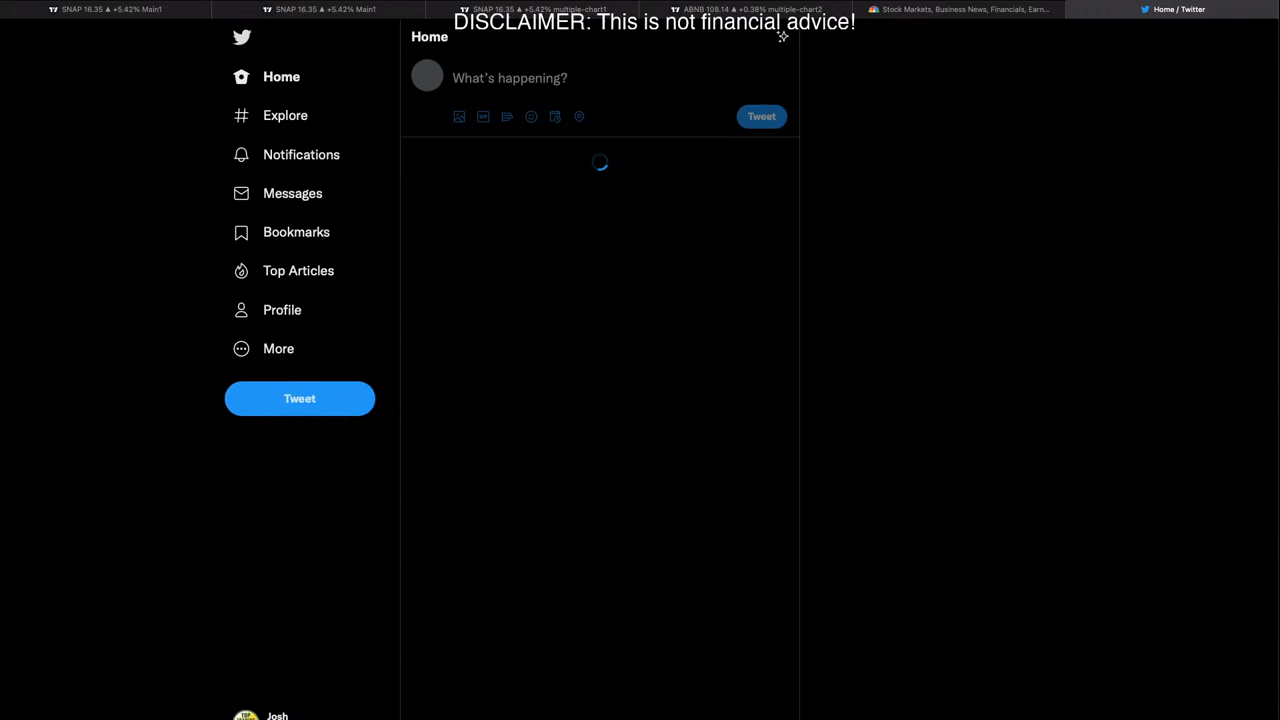 SNAP 16.35 ▲ +5.42% Main1
SNAP 16.35 ▲ +5.42% Main1
SNAP 16.35 ▲ +5.42% multiple-chart1
ABNB 108.14 ▲ +0.38% multiple-chart2
Stock Markets, Business News, Financials, Earn...
Home / Twitter
DISCLAIMER: This is not financial advice!
Home
What's happening?
GIF
Tweet
Home
Explore
Notifications
Messages
Bookmarks
Top Articles
Profile
More
Tweet
TOP
Josh